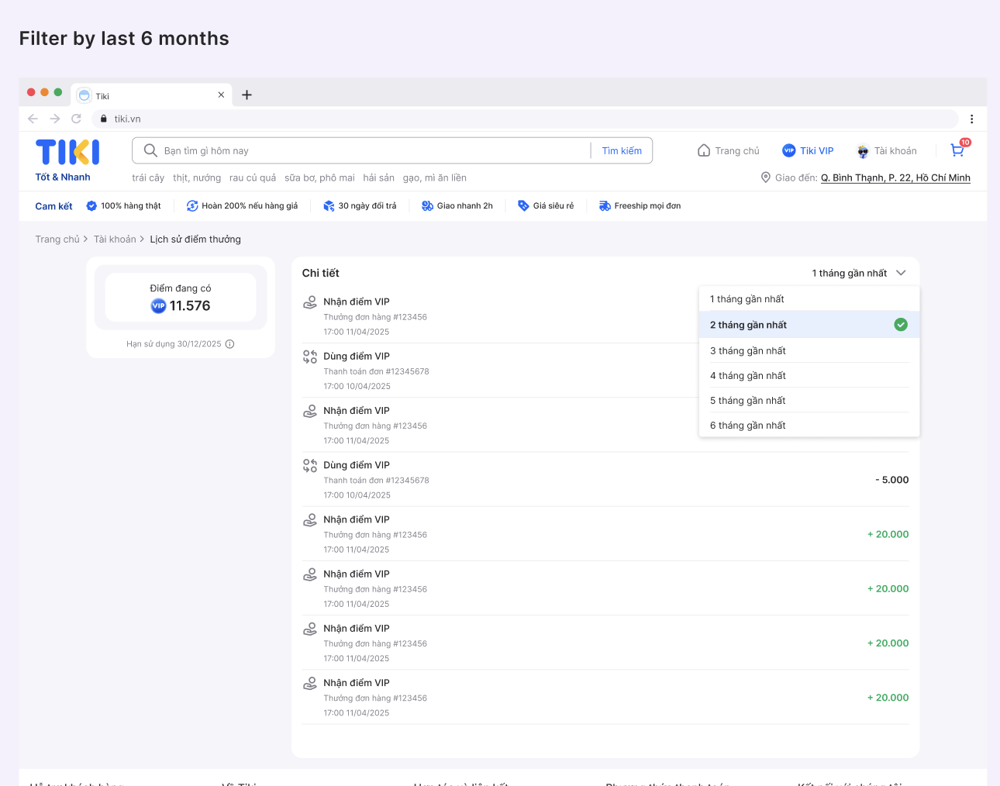 Filter by last 6 months
Tiki
tiki.vn
TIKI
Tốt & Nhanh
Bạn tìm gì hôm nay
Tìm kiếm
Trang chủ
VIP
Tiki VIP
Tài khoản
10
trái cây thịt, nướng rau củ quả sữa bơ, phô mai hải sản gạo, mì ăn liền
Giao đến: Q. Bình Thạnh, P. 22, Hồ Chí Minh
Cam kết
100% hàng thật
Hoàn 200% nếu hàng giả
30 ngày đổi trả
Giao nhanh 2h
Giá siêu rẻ
Freeship mọi đơn
Trang chủ > Tài khoản > Lịch sử điểm thưởng
Điểm đang có
VIP 11.576
Hạn sử dụng 30/12/2025
Chi tiết
1 tháng gần nhất
1 tháng gần nhất
2 tháng gần nhất
3 tháng gần nhất
4 tháng gần nhất
5 tháng gần nhất
6 tháng gần nhất
Nhận điểm VIP
Thưởng đơn hàng #123456
17:00 11/04/2025
Dùng điểm VIP
Thanh toán đơn #12345678
17:00 10/04/2025
Nhận điểm VIP
Thưởng đơn hàng #123456
17:00 11/04/2025
Dùng điểm VIP
Thanh toán đơn #12345678
17:00 10/04/2025
- 5.000
Nhận điểm VIP
Thưởng đơn hàng #123456
17:00 11/04/2025
+ 20.000
Nhận điểm VIP
Thưởng đơn hàng #123456
17:00 11/04/2025
+ 20.000
Nhận điểm VIP
Thưởng đơn hàng #123456
17:00 11/04/2025
+ 20.000
Nhận điểm VIP
Thưởng đơn hàng #123456
17:00 11/04/2025
+ 20.000
Về Tiki